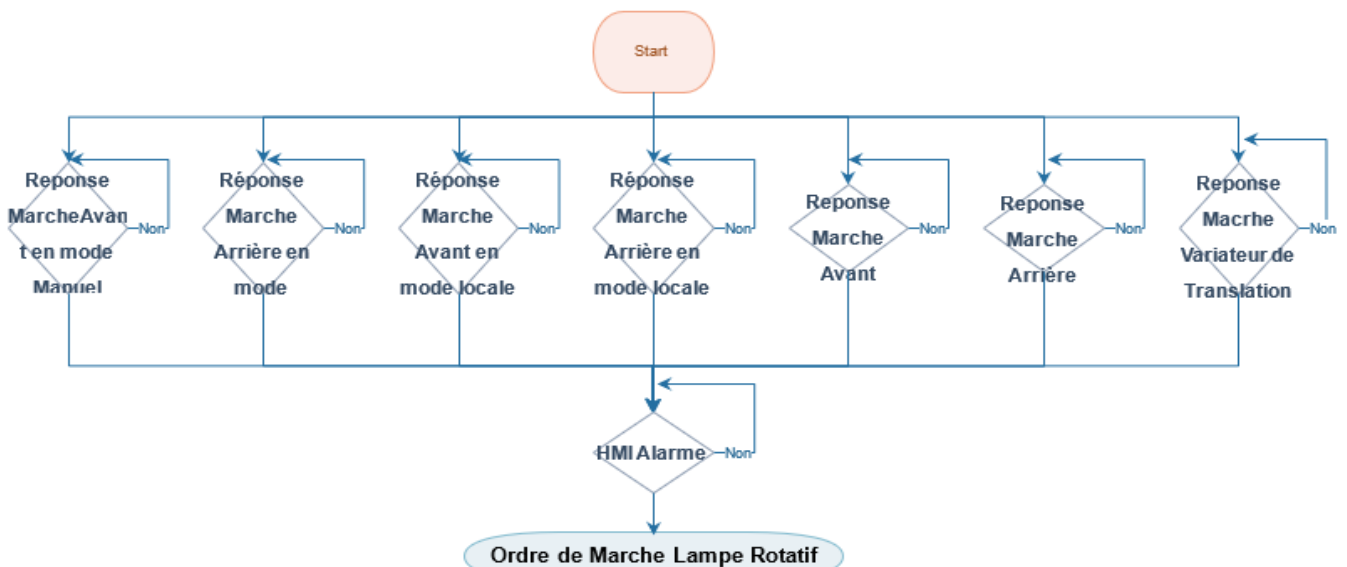 Start
Reponse
MarcheAvan
t en mode
Manuel
Non
Réponse
Marche
Arrière en
mode
Non
Réponse
Marche
Avant en
mode locale
Non
Réponse
Marche
Arrière en
mode locale
Non
Reponse
Marche
Avant
Non
Reponse
Marche
Arrière
Non
Reponse
Macrhe
Variateur de
Translation
Non
HMI Alarme
Non
Ordre de Marche Lampe Rotatif